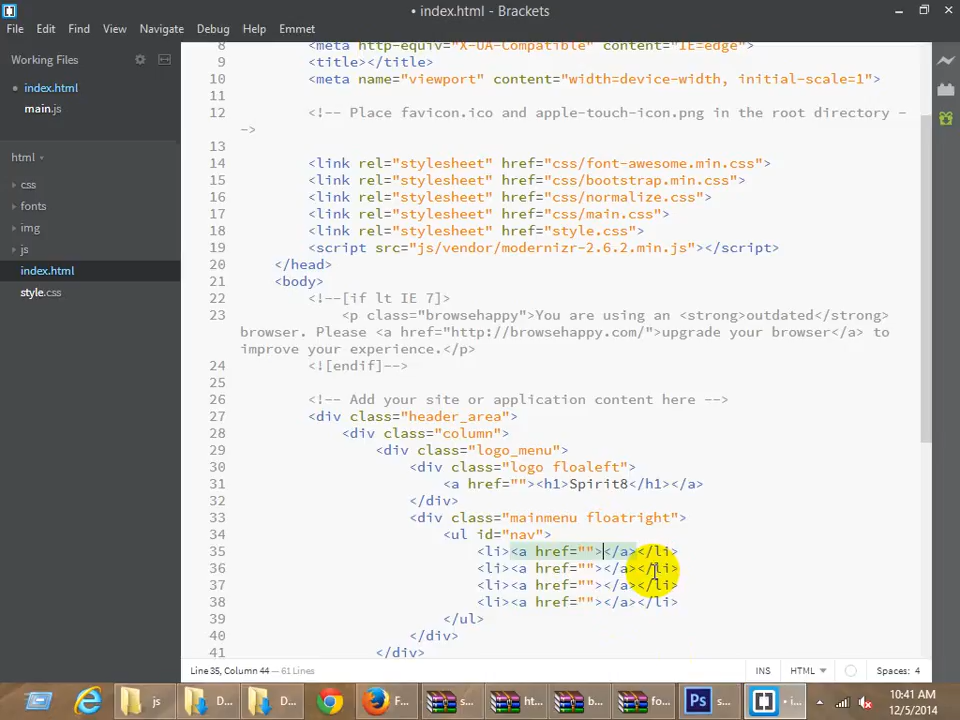 • index.html - Brackets
File Edit Find View Navigate Debug Help Emmet
Working Files
• index.html
main.js
html
css
fonts
img
js
index.html
style.css
8 <meta http-equiv="X-UA-Compatible" content="IE=edge">
9 <title></title>
10 <meta name="viewport" content="width=device-width, initial-scale=1">
11
12 <!-- Place favicon.ico and apple-touch-icon.png in the root directory -
->
13
14 <link rel="stylesheet" href="css/font-awesome.min.css">
15 <link rel="stylesheet" href="css/bootstrap.min.css">
16 <link rel="stylesheet" href="css/normalize.css">
17 <link rel="stylesheet" href="css/main.css">
18 <link rel="stylesheet" href="style.css">
19 <script src="js/vendor/modernizr-2.6.2.min.js"></script>
20 </head>
21 <body>
22 <!--[if lt IE 7]>
23 <p class="browsehappy">You are using an <strong>outdated</strong>
browser. Please <a href="http://browsehappy.com/">upgrade your browser</a> to
improve your experience.</p>
24 <![endif]-->
25
26 <!-- Add your site or application content here -->
27 <div class="header_area">
28 <div class="column">
29 <div class="logo_menu">
30 <div class="logo floaleft">
31 <a href=""><h1>Spirit8</h1></a>
32 </div>
33 <div class="mainmenu floatright">
34 <ul id="nav">
35 <li><a href=""></a></li>
36 <li><a href=""></a></li>
37 <li><a href=""></a></li>
38 <li><a href=""></a></li>
39 </ul>
40 </div>
41 </div>
Line 35, Column 44 — 61 Lines
INS HTML Spaces: 4
js D... D... F... s... ht... b... fo... Ps s... • i...
10:41 AM
12/5/2014